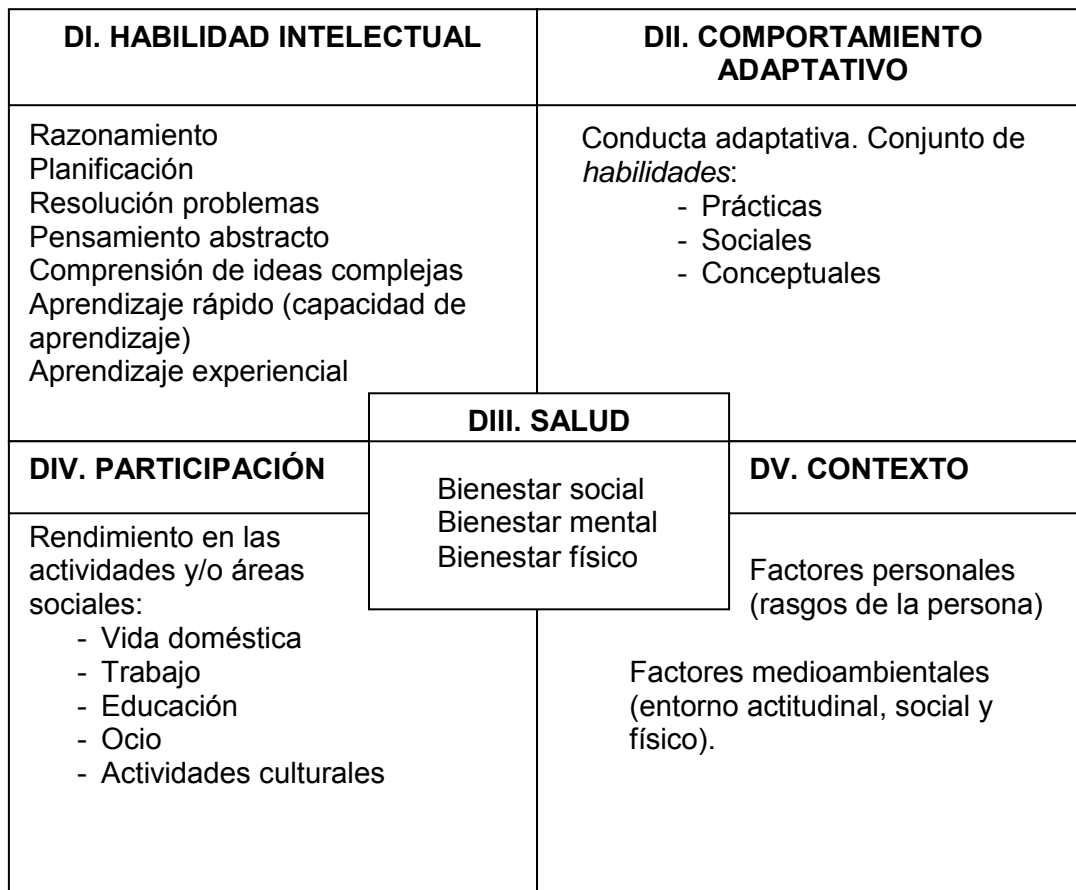 DI. HABILIDAD INTELECTUAL
DII. COMPORTAMIENTO
ADAPTATIVO
Razonamiento
Planificación
Resolución problemas
Pensamiento abstracto
Comprensión de ideas complejas
Aprendizaje rápido (capacidad de
aprendizaje)
Aprendizaje experiencial
Conducta adaptativa. Conjunto de
habilidades:
- Prácticas
- Sociales
- Conceptuales
DIII. SALUD
Bienestar social
Bienestar mental
Bienestar físico
DIV. PARTICIPACIÓN
Rendimiento en las
actividades y/o áreas
sociales:
- Vida doméstica
- Trabajo
- Educación
- Ocio
- Actividades culturales
DV. CONTEXTO
Factores personales
(rasgos de la persona)
Factores medioambientales
(entorno actitudinal, social y
físico).